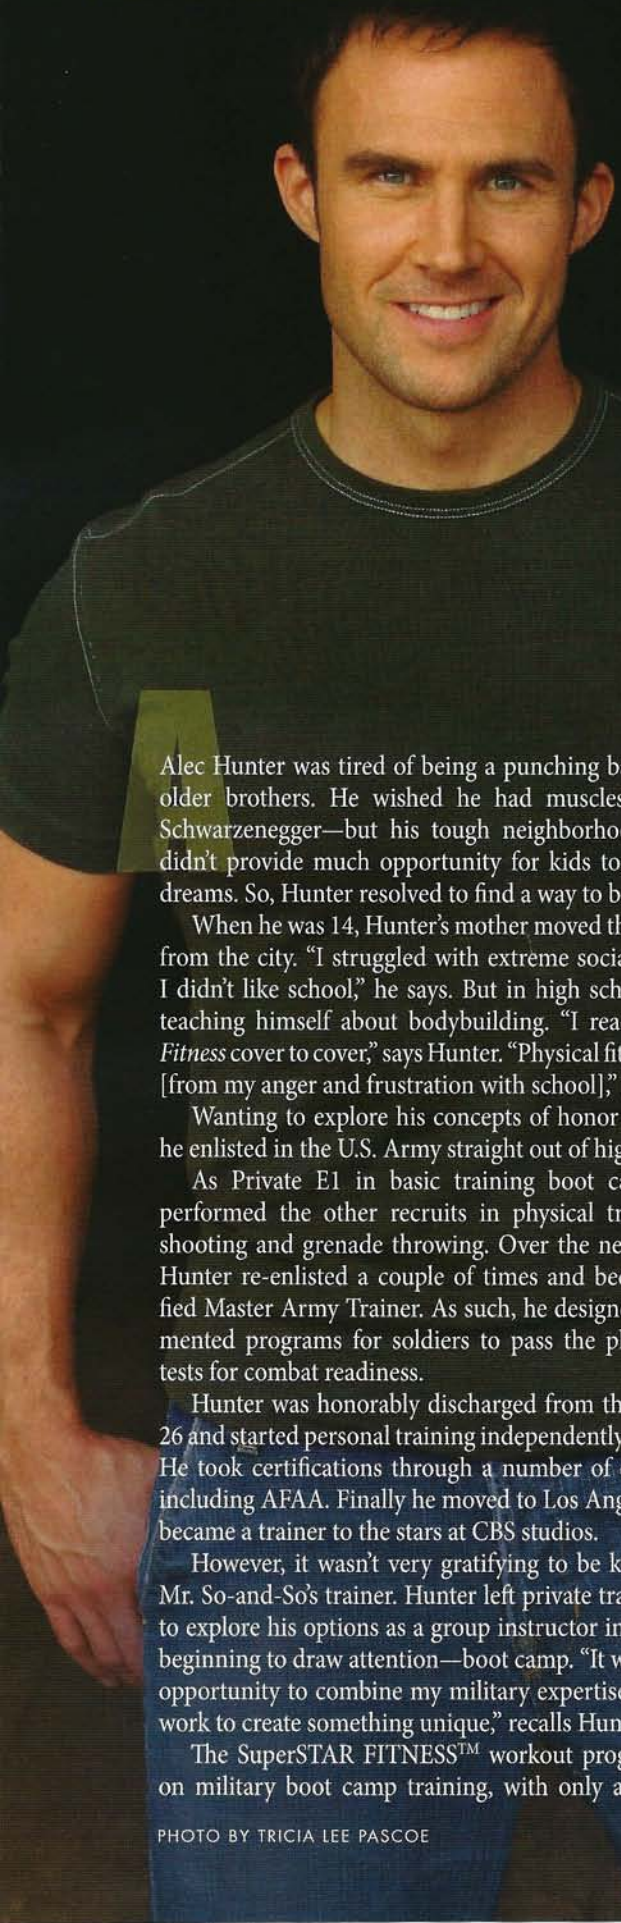 Alec Hunter was tired of being a punching b
older brothers. He wished he had muscles
Schwarzenegger—but his tough neighborho
didn't provide much opportunity for kids to
dreams. So, Hunter resolved to find a way to b
When he was 14, Hunter's mother moved th
from the city. “I struggled with extreme socia
I didn't like school,” he says. But in high sch
teaching himself about bodybuilding. “I rea
Fitness cover to cover,” says Hunter. “Physical fit
[from my anger and frustration with school],”
Wanting to explore his concepts of honor
he enlisted in the U.S. Army straight out of hig
As Private E1 in basic training boot ca
performed the other recruits in physical tr
shooting and grenade throwing. Over the ne
Hunter re-enlisted a couple of times and bec
fied Master Army Trainer. As such, he designe
mented programs for soldiers to pass the ph
tests for combat readiness.
Hunter was honorably discharged from th
26 and started personal training independently
He took certifications through a number of
including AFAA. Finally he moved to Los Ang
became a trainer to the stars at CBS studios.
However, it wasn't very gratifying to be k
Mr. So-and-So's trainer. Hunter left private tra
to explore his options as a group instructor in
beginning to draw attention—boot camp. “It w
opportunity to combine my military expertise
work to create something unique,” recalls Hun
The SuperSTAR FITNESS™ workout prog
on military boot camp training, with only a
PHOTO BY TRICIA LEE PASCOE